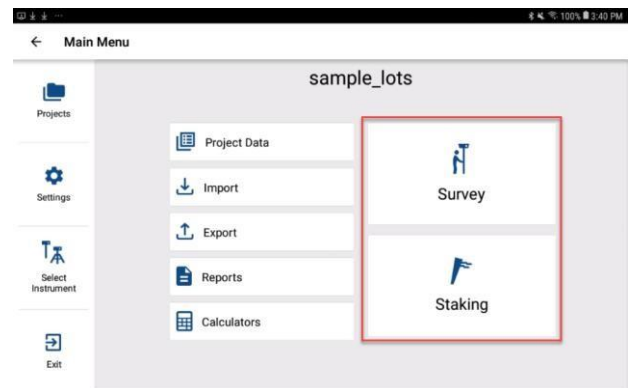 100% 3:40 PM
Main Menu
sample_lots
Projects
Settings
Select
Instrument
Exit
Project Data
Import
Export
Reports
Calculators
Survey
Staking